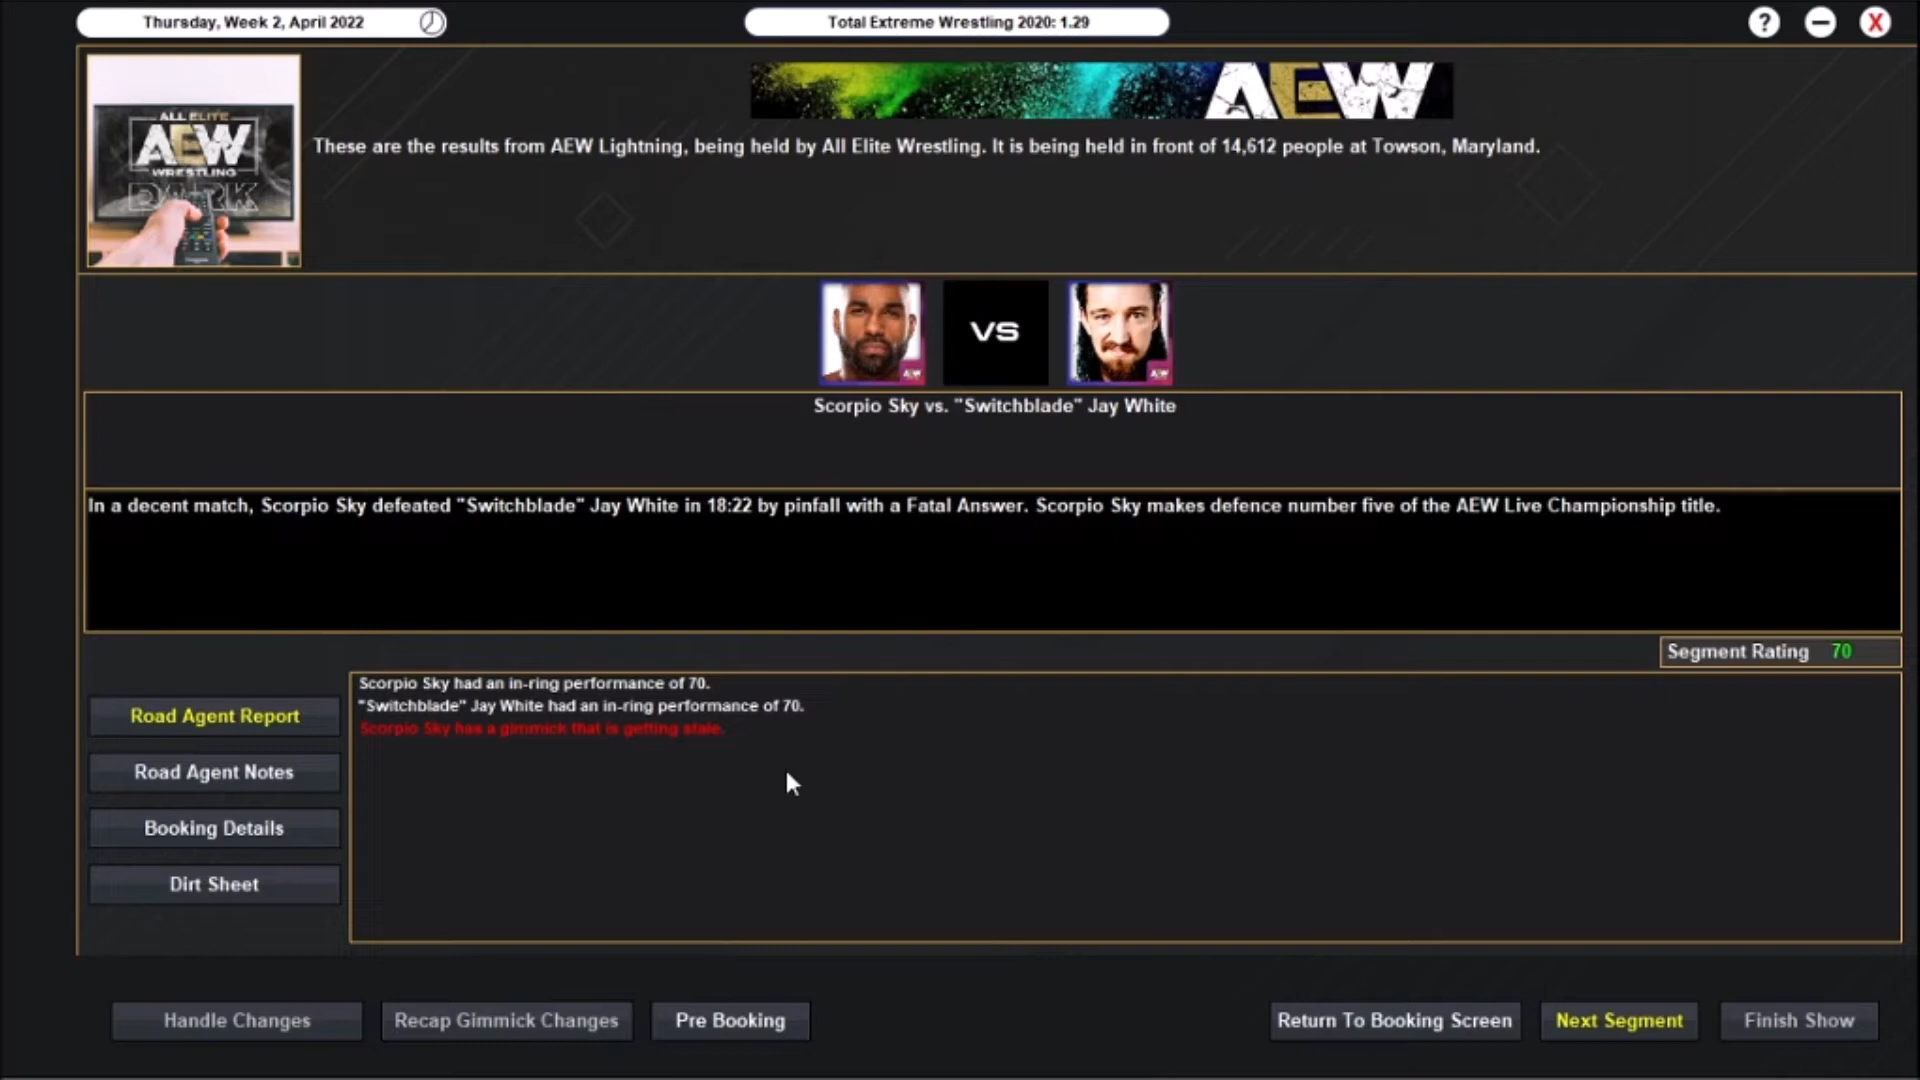 Thursday, Week 2, April 2022
Total Extreme Wrestling 2020: 1.29
?
X
AEW
ALL ELITE
AEW
WRESTLING
DARK
These are the results from AEW Lightning, being held by All Elite Wrestling. It is being held in front of 14,612 people at Towson, Maryland.
AEW
VS
AEW
Scorpio Sky vs. "Switchblade" Jay White
In a decent match, Scorpio Sky defeated "Switchblade" Jay White in 18:22 by pinfall with a Fatal Answer. Scorpio Sky makes defence number five of the AEW Live Championship title.
Segment Rating 70
Road Agent Report
Road Agent Notes
Booking Details
Dirt Sheet
Scorpio Sky had an in-ring performance of 70.
"Switchblade" Jay White had an in-ring performance of 70.
Scorpio Sky has a gimmick that is getting stale.
Handle Changes
Recap Gimmick Changes
Pre Booking
Return To Booking Screen
Next Segment
Finish Show